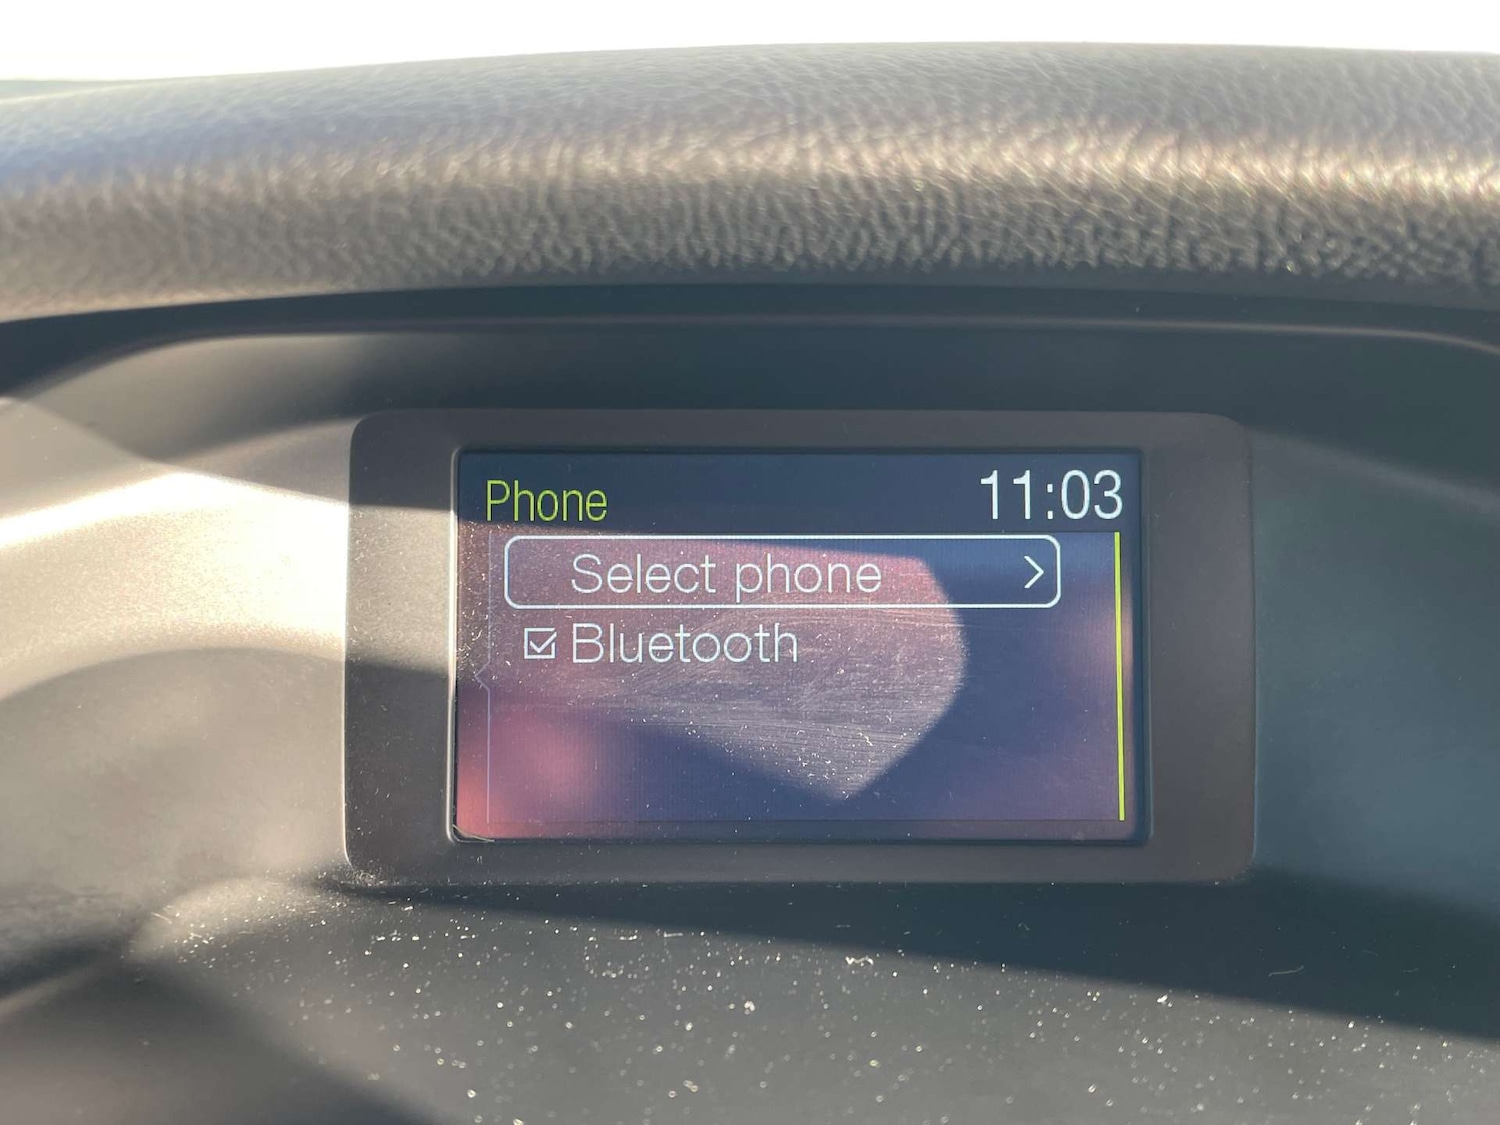 Phone 11:03
Select phone >
Bluetooth